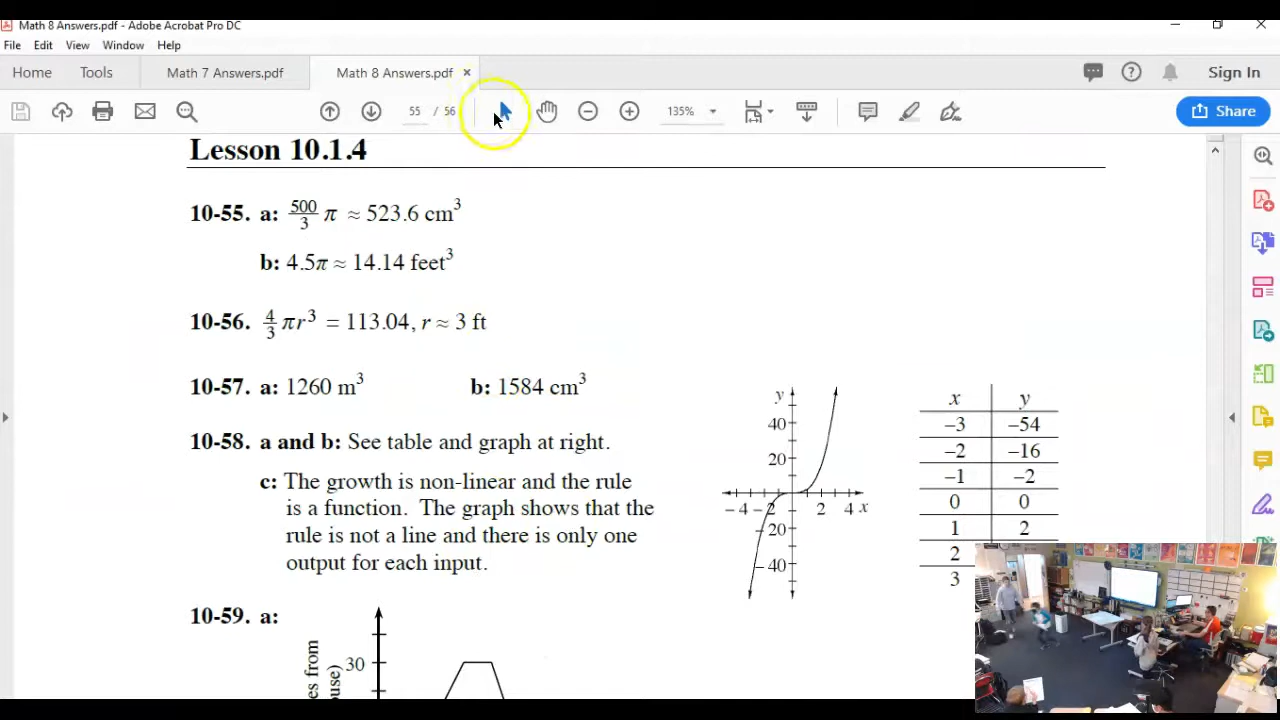 Math 8 Answers.pdf - Adobe Acrobat Pro DC
File Edit View Window Help
Home Tools Math 7 Answers.pdf Math 8 Answers.pdf × Sign In
55 / 56 135% Share
Lesson 10.1.4
10-55. a: 500/3 π ≈ 523.6 cm³
b: 4.5π ≈ 14.14 feet³
10-56. 4/3 πr³ = 113.04, r ≈ 3 ft
10-57. a: 1260 m³ b: 1584 cm³
10-58. a and b: See table and graph at right.
c: The growth is non-linear and the rule
is a function. The graph shows that the
rule is not a line and there is only one
output for each input.
y
40
20
−4 −2 2 4 x
−20
−40
x y
−3 −54
−2 −16
−1 −2
0 0
1 2
2
3
10-59. a:
30